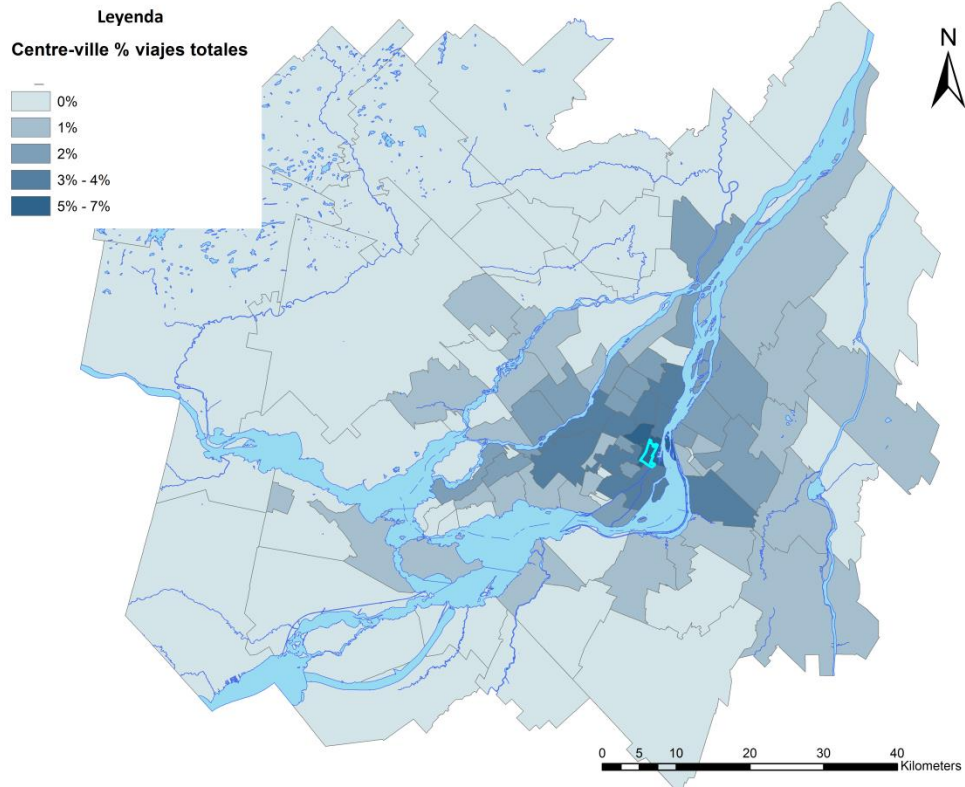 Leyenda
Centre-ville % viajes totales
0%
1%
2%
3% - 4%
5% - 7%
N
0 5 10 20 30 40
Kilometers